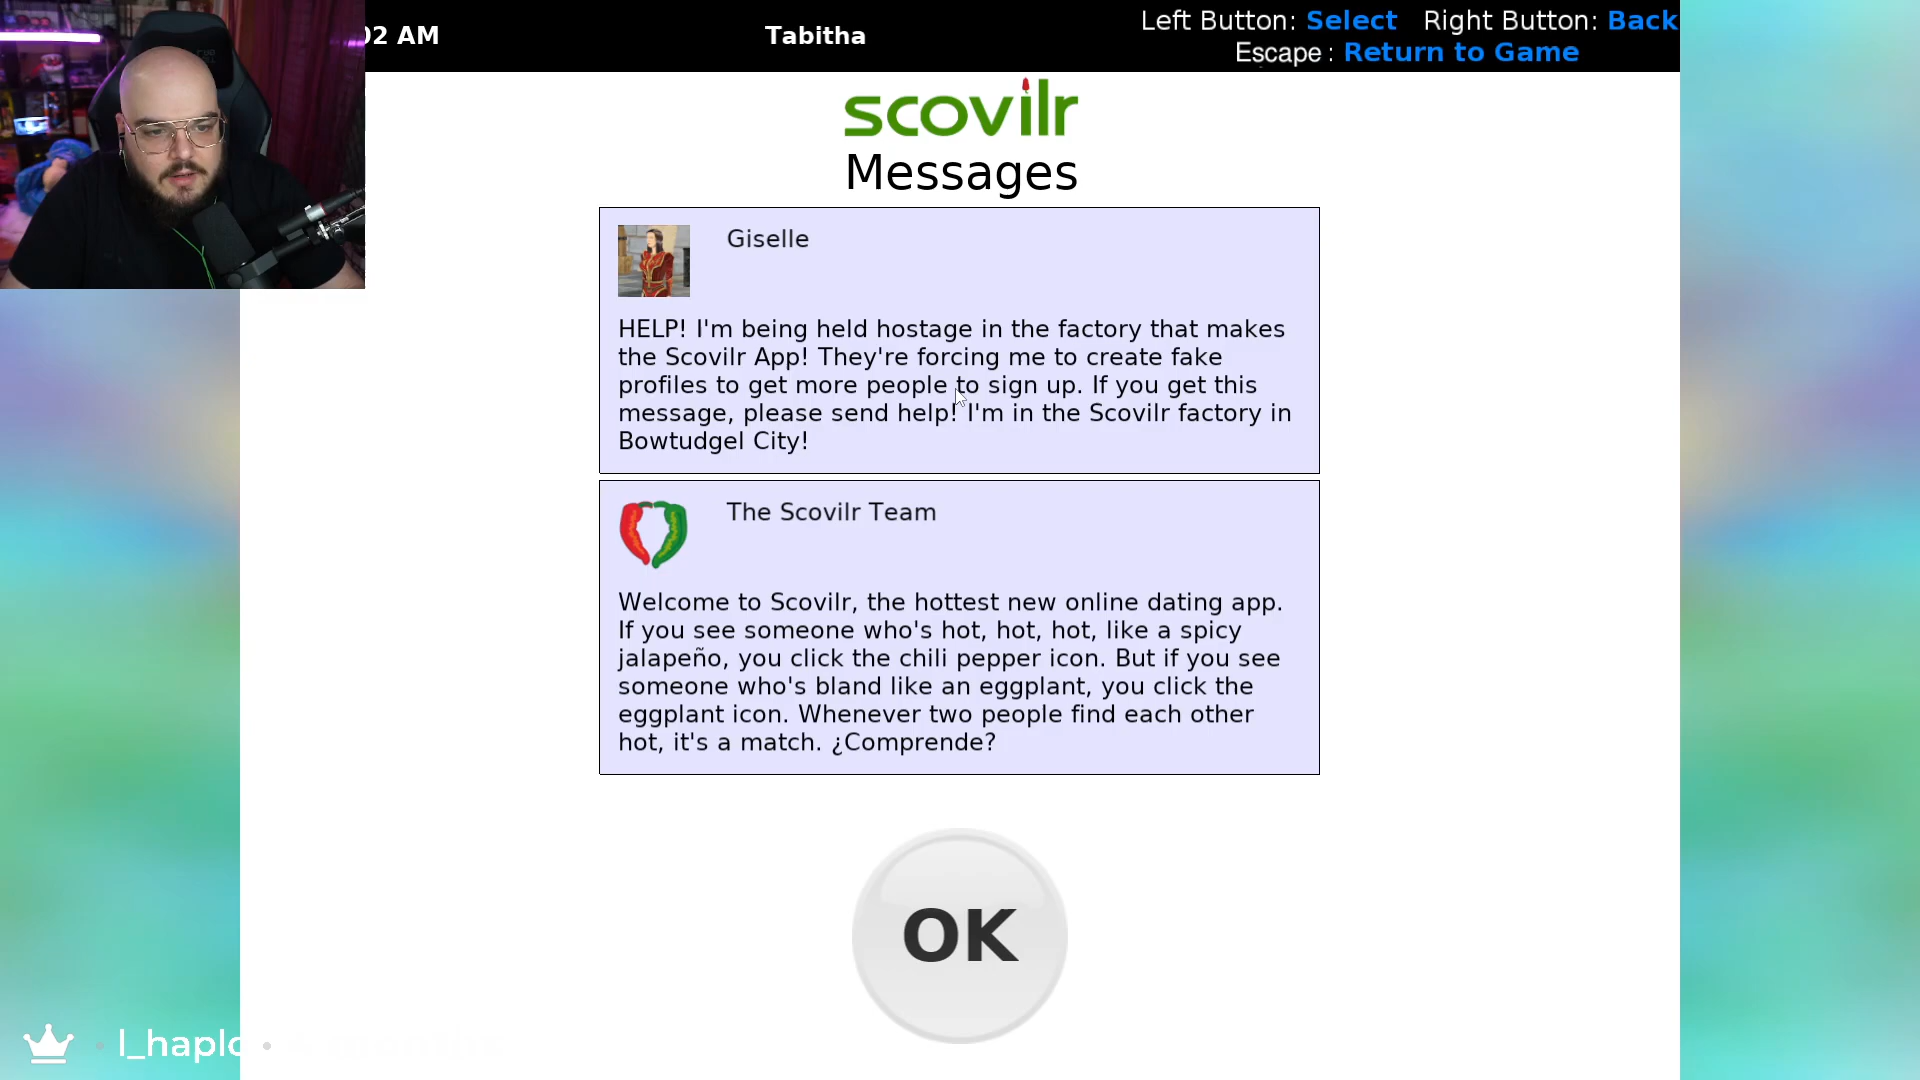 02 AM
Tabitha
Left Button: Select Right Button: Back
Escape : Return to Game
scovilr
Messages
Giselle
HELP! I'm being held hostage in the factory that makes
the Scovilr App! They're forcing me to create fake
profiles to get more people to sign up. If you get this
message, please send help! I'm in the Scovilr factory in
Bowtudgel City!
The Scovilr Team
Welcome to Scovilr, the hottest new online dating app.
If you see someone who's hot, hot, hot, like a spicy
jalapeño, you click the chili pepper icon. But if you see
someone who's bland like an eggplant, you click the
eggplant icon. Whenever two people find each other
hot, it's a match. ¿Comprende?
OK